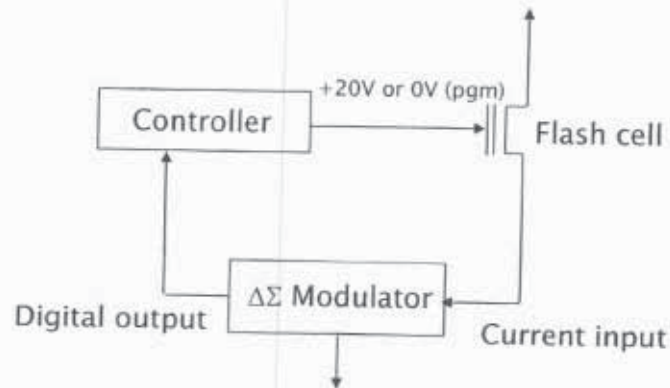 +20V or 0V (pgm)
Controller
Flash cell
ΔΣ Modulator
Digital output
Current input